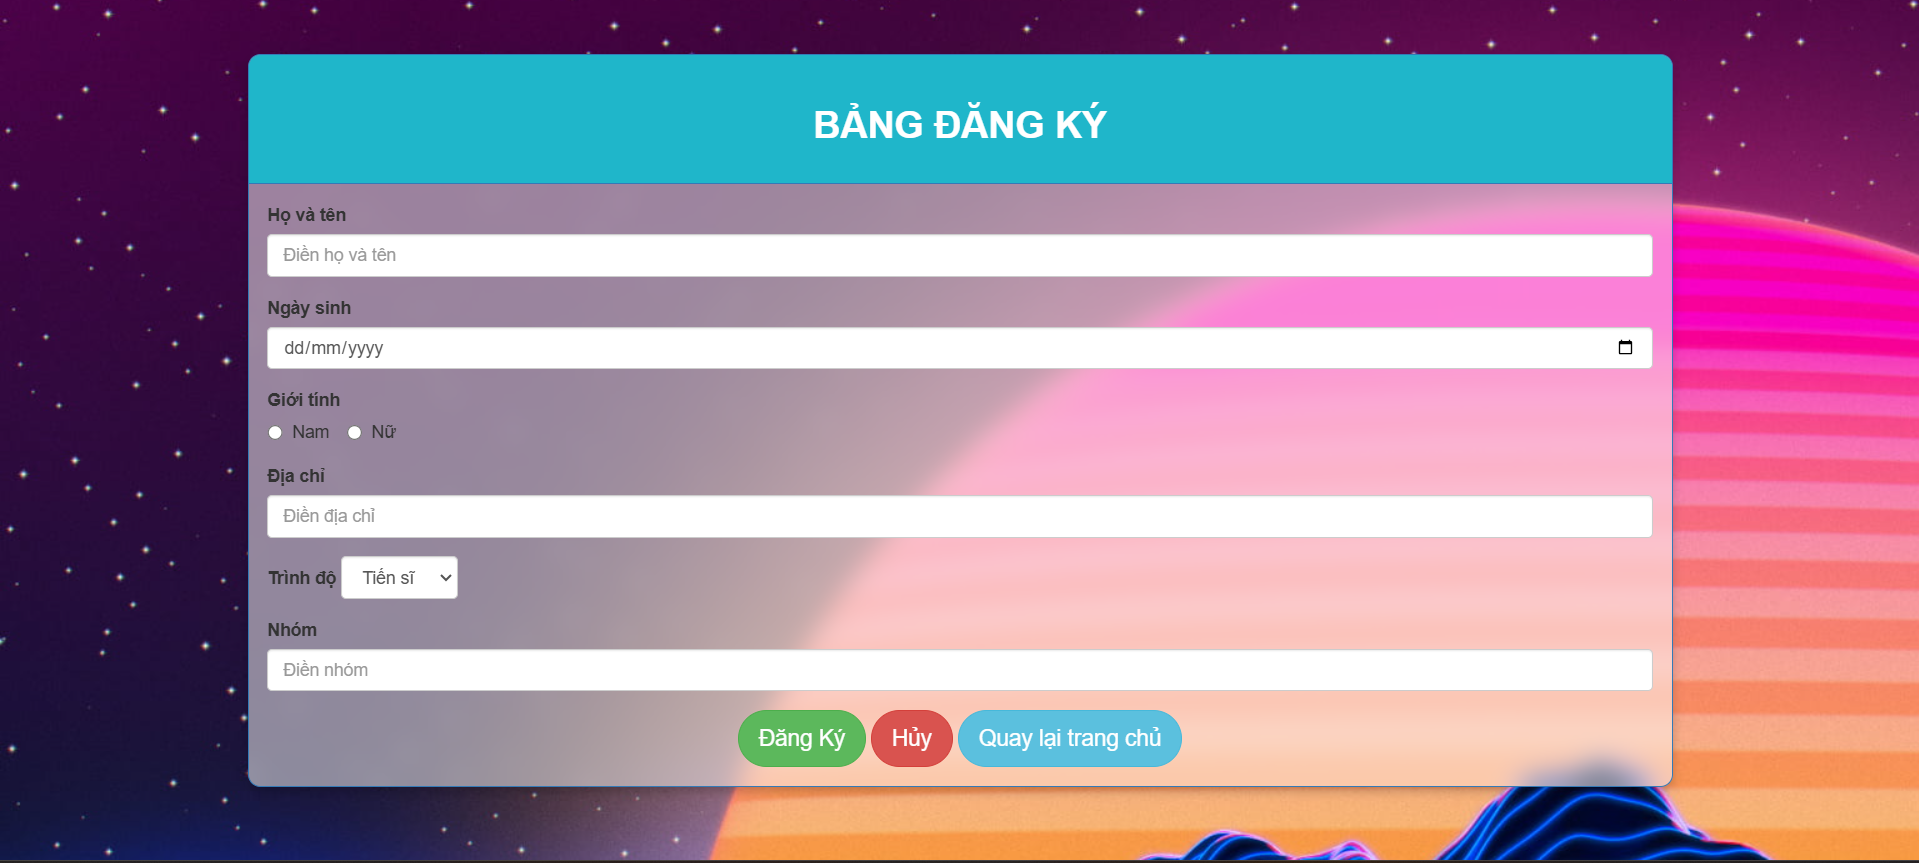 BẢNG ĐĂNG KÝ
Họ và tên
Điền họ và tên
Ngày sinh
dd/mm/yyyy
Giới tính
Nam Nữ
Địa chỉ
Điền địa chỉ
Trình độ Tiến sĩ
Nhóm
Điền nhóm
Đăng Ký Hủy Quay lại trang chủ